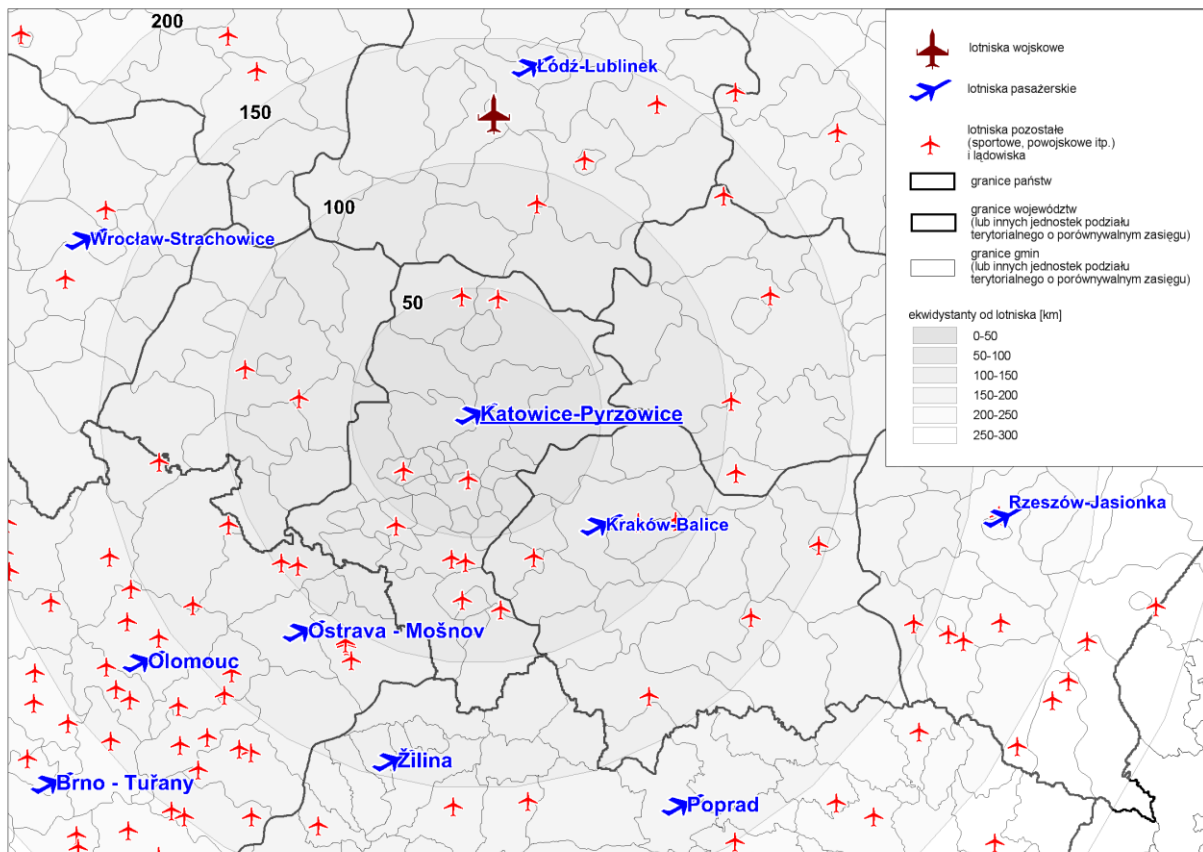 200
Łódź-Lublinek
150
100
Wrocław-Strachowice
50
Katowice-Pyrzowice
Rzeszów-Jasionka
Kraków-Balice
Ostrava - Mošnov
Olomouc
Žilina
Brno - Tuřany
Poprad
lotniska wojskowe
lotniska pasażerskie
lotniska pozostałe
(sportowe, powojskowe itp.)
i lądowiska
granice państw
granice województw
(lub innych jednostek podziału
terytorialnego o porównywalnym zasięgu)
granice gmin
(lub innych jednostek podziału
terytorialnego o porównywalnym zasięgu)
ekwidystanty od lotniska [km]
0-50
50-100
100-150
150-200
200-250
250-300